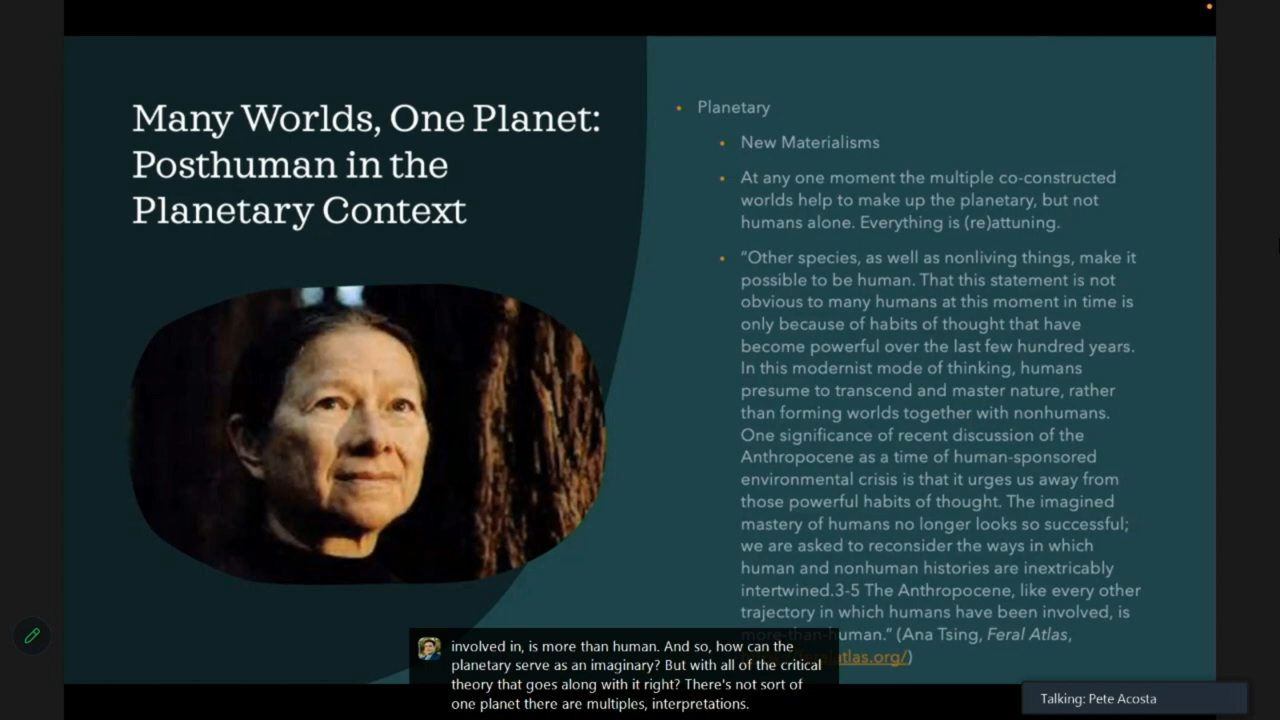 Many Worlds, One Planet:
Posthuman in the
Planetary Context
• Planetary
• New Materialisms
• At any one moment the multiple co-constructed
worlds help to make up the planetary, but not
humans alone. Everything is (re)attuning.
• “Other species, as well as nonliving things, make it
possible to be human. That this statement is not
obvious to many humans at this moment in time is
only because of habits of thought that have
become powerful over the last few hundred years.
In this modernist mode of thinking, humans
presume to transcend and master nature, rather
than forming worlds together with nonhumans.
One significance of recent discussion of the
Anthropocene as a time of human-sponsored
environmental crisis is that it urges us away from
those powerful habits of thought. The imagined
mastery of humans no longer looks so successful;
we are asked to reconsider the ways in which
human and nonhuman histories are inextricably
intertwined.3-5 The Anthropocene, like every other
trajectory in which humans have been involved, is
more-than-human.” (Ana Tsing, Feral Atlas,
atlas.org/)
involved in, is more than human. And so, how can the
planetary serve as an imaginary? But with all of the critical
theory that goes along with it right? There's not sort of
one planet there are multiples, interpretations.
Talking: Pete Acosta